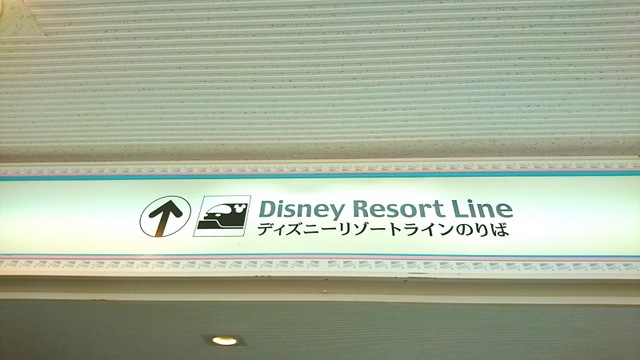 Disney Resort Line
ディズニーリゾートラインのりば